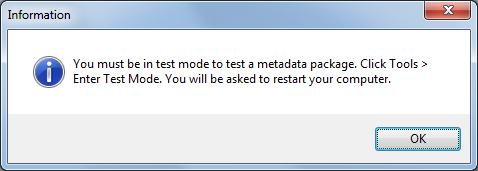 Information
You must be in test mode to test a metadata package. Click Tools >
Enter Test Mode. You will be asked to restart your computer.
OK